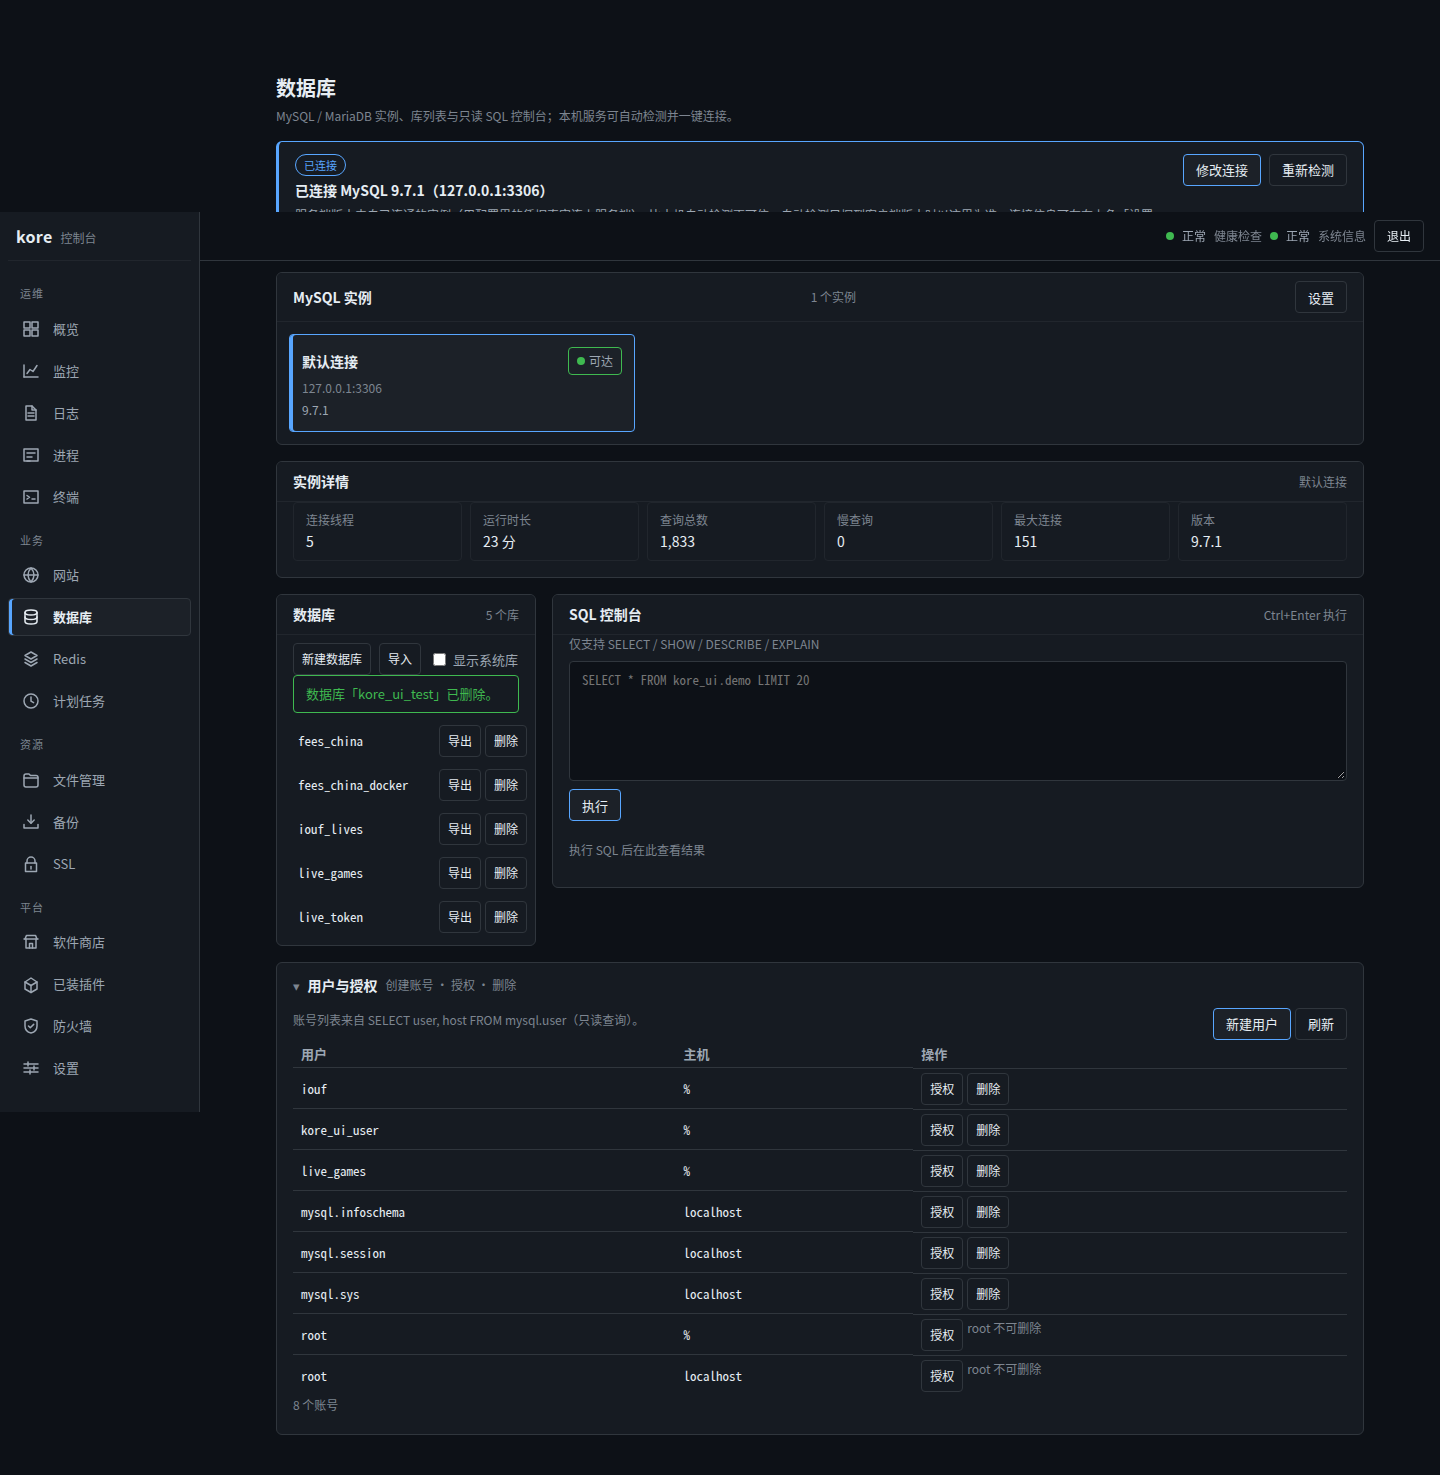 数据库
MySQL / MariaDB 实例、库列表与只读 SQL 控制台；本机服务可自动检测并一键连接。
已连接
已连接 MySQL 9.7.1（127.0.0.1:3306）
修改连接
重新检测
kore 控制台
正常 健康检查 正常 系统信息 退出
运维
概览
监控
日志
进程
终端
业务
网站
数据库
Redis
计划任务
资源
文件管理
备份
SSL
平台
软件商店
已装插件
防火墙
设置
MySQL 实例
1 个实例
设置
默认连接
可达
127.0.0.1:3306
9.7.1
实例详情
默认连接
连接线程
5
运行时长
23 分
查询总数
1,833
慢查询
0
最大连接
151
版本
9.7.1
数据库
5 个库
新建数据库
导入
显示系统库
数据库「kore_ui_test」已删除。
fees_china 导出 删除
fees_china_docker 导出 删除
iouf_lives 导出 删除
live_games 导出 删除
live_token 导出 删除
SQL 控制台
Ctrl+Enter 执行
仅支持 SELECT / SHOW / DESCRIBE / EXPLAIN
SELECT * FROM kore_ui.demo LIMIT 20
执行
执行 SQL 后在此查看结果
▾ 用户与授权 创建账号 · 授权 · 删除
账号列表来自 SELECT user, host FROM mysql.user（只读查询）。
新建用户
刷新
用户 主机 操作
iouf % 授权 删除
kore_ui_user % 授权 删除
live_games % 授权 删除
mysql.infoschema localhost 授权 删除
mysql.session localhost 授权 删除
mysql.sys localhost 授权 删除
root % 授权 root 不可删除
root localhost 授权 root 不可删除
8 个账号